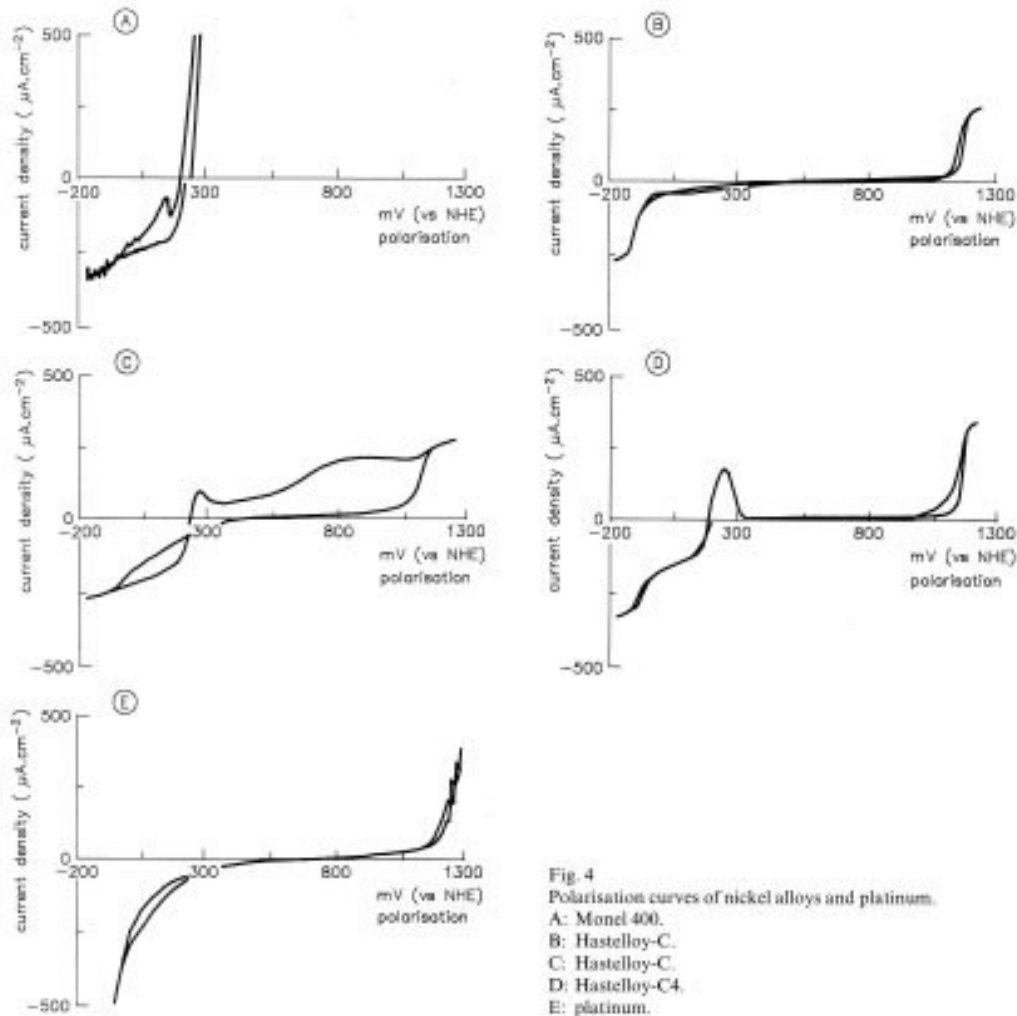 A
500
0
-500
-200
300
800
1300
current density ( μA.cm⁻²)
mV (vs NHE)
polarisation
B
500
0
-500
-200
300
800
1300
current density ( μA.cm⁻²)
mV (vs NHE)
polarisation
C
500
0
-500
-200
300
800
1300
current density ( μA.cm⁻²)
mV (vs NHE)
polarisation
D
500
0
-500
-200
300
800
1300
current density ( μA.cm⁻²)
mV (vs NHE)
polarisation
E
500
0
-500
-200
300
800
1300
current density ( μA.cm⁻²)
mV (vs NHE)
polarisation
Fig. 4
Polarisation curves of nickel alloys and platinum.
A: Monel 400.
B: Hastelloy-C.
C: Hastelloy-C.
D: Hastelloy-C4.
E: platinum.